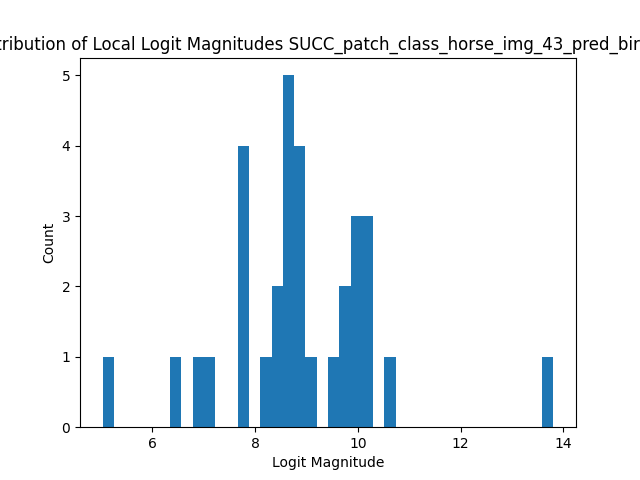 tribution of Local Logit Magnitudes SUCC_patch_class_horse_img_43_pred_bir
5
4
3
2
1
0
Count
6 8 10 12 14
Logit Magnitude